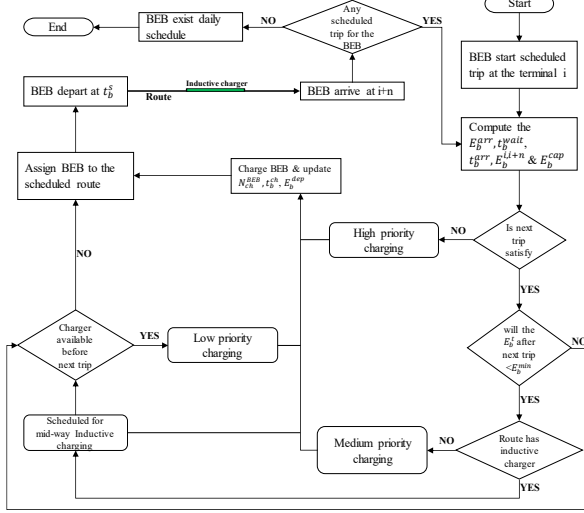 Start
End
BEB exist daily
schedule
NO
Any
scheduled
trip for the
BEB
YES
BEB start scheduled
trip at the terminal i
BEB depart at $t_b^s$
Inductive charger
Route
BEB arrive at i+n
Compute the
$E_b^{arr}, t_b^{wait},$
$t_b^{arr}, E_b^{i,i+n}$ & $E_b^{cap}$
Assign BEB to the
scheduled route
Charge BEB & update
$N_{ch}^{BEB}, t_b^{ch}, E_b^{dep}$
High priority
charging
NO
Is next
trip
satisfy
NO
YES
Charger
available
before
next trip
YES
Low priority
charging
will the
$E_b^t$ after
next trip
<$E_b^{min}$
NO
YES
Scheduled for
mid-way Inductive
charging
Medium priority
charging
NO
Route has
inductive
charger
YES